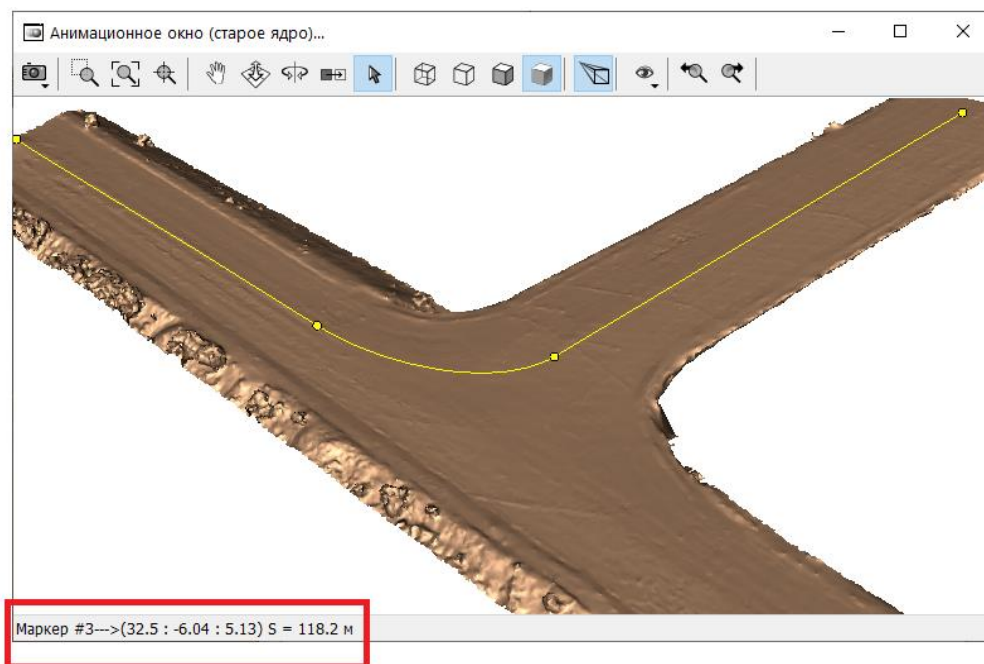 Анимационное окно (старое ядро)...
Маркер #3--->(32.5 : -6.04 : 5.13) S = 118.2 м